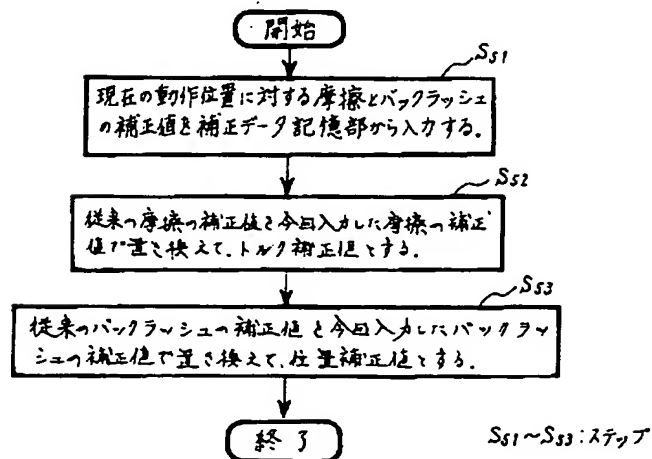 開始
S51
現在の動作位置に対する摩擦とバックラッシュ
の補正値を補正データ記憶部から入力する。
S52
従来の摩擦の補正値を今回入力した摩擦の補正
値で置き換えて、トルク補正値とする。
S53
従来のバックラッシュの補正値を今回入力したバックラッ
シュの補正値で置き換えて、位置補正値とする。
終了
S51~S53:ステップ